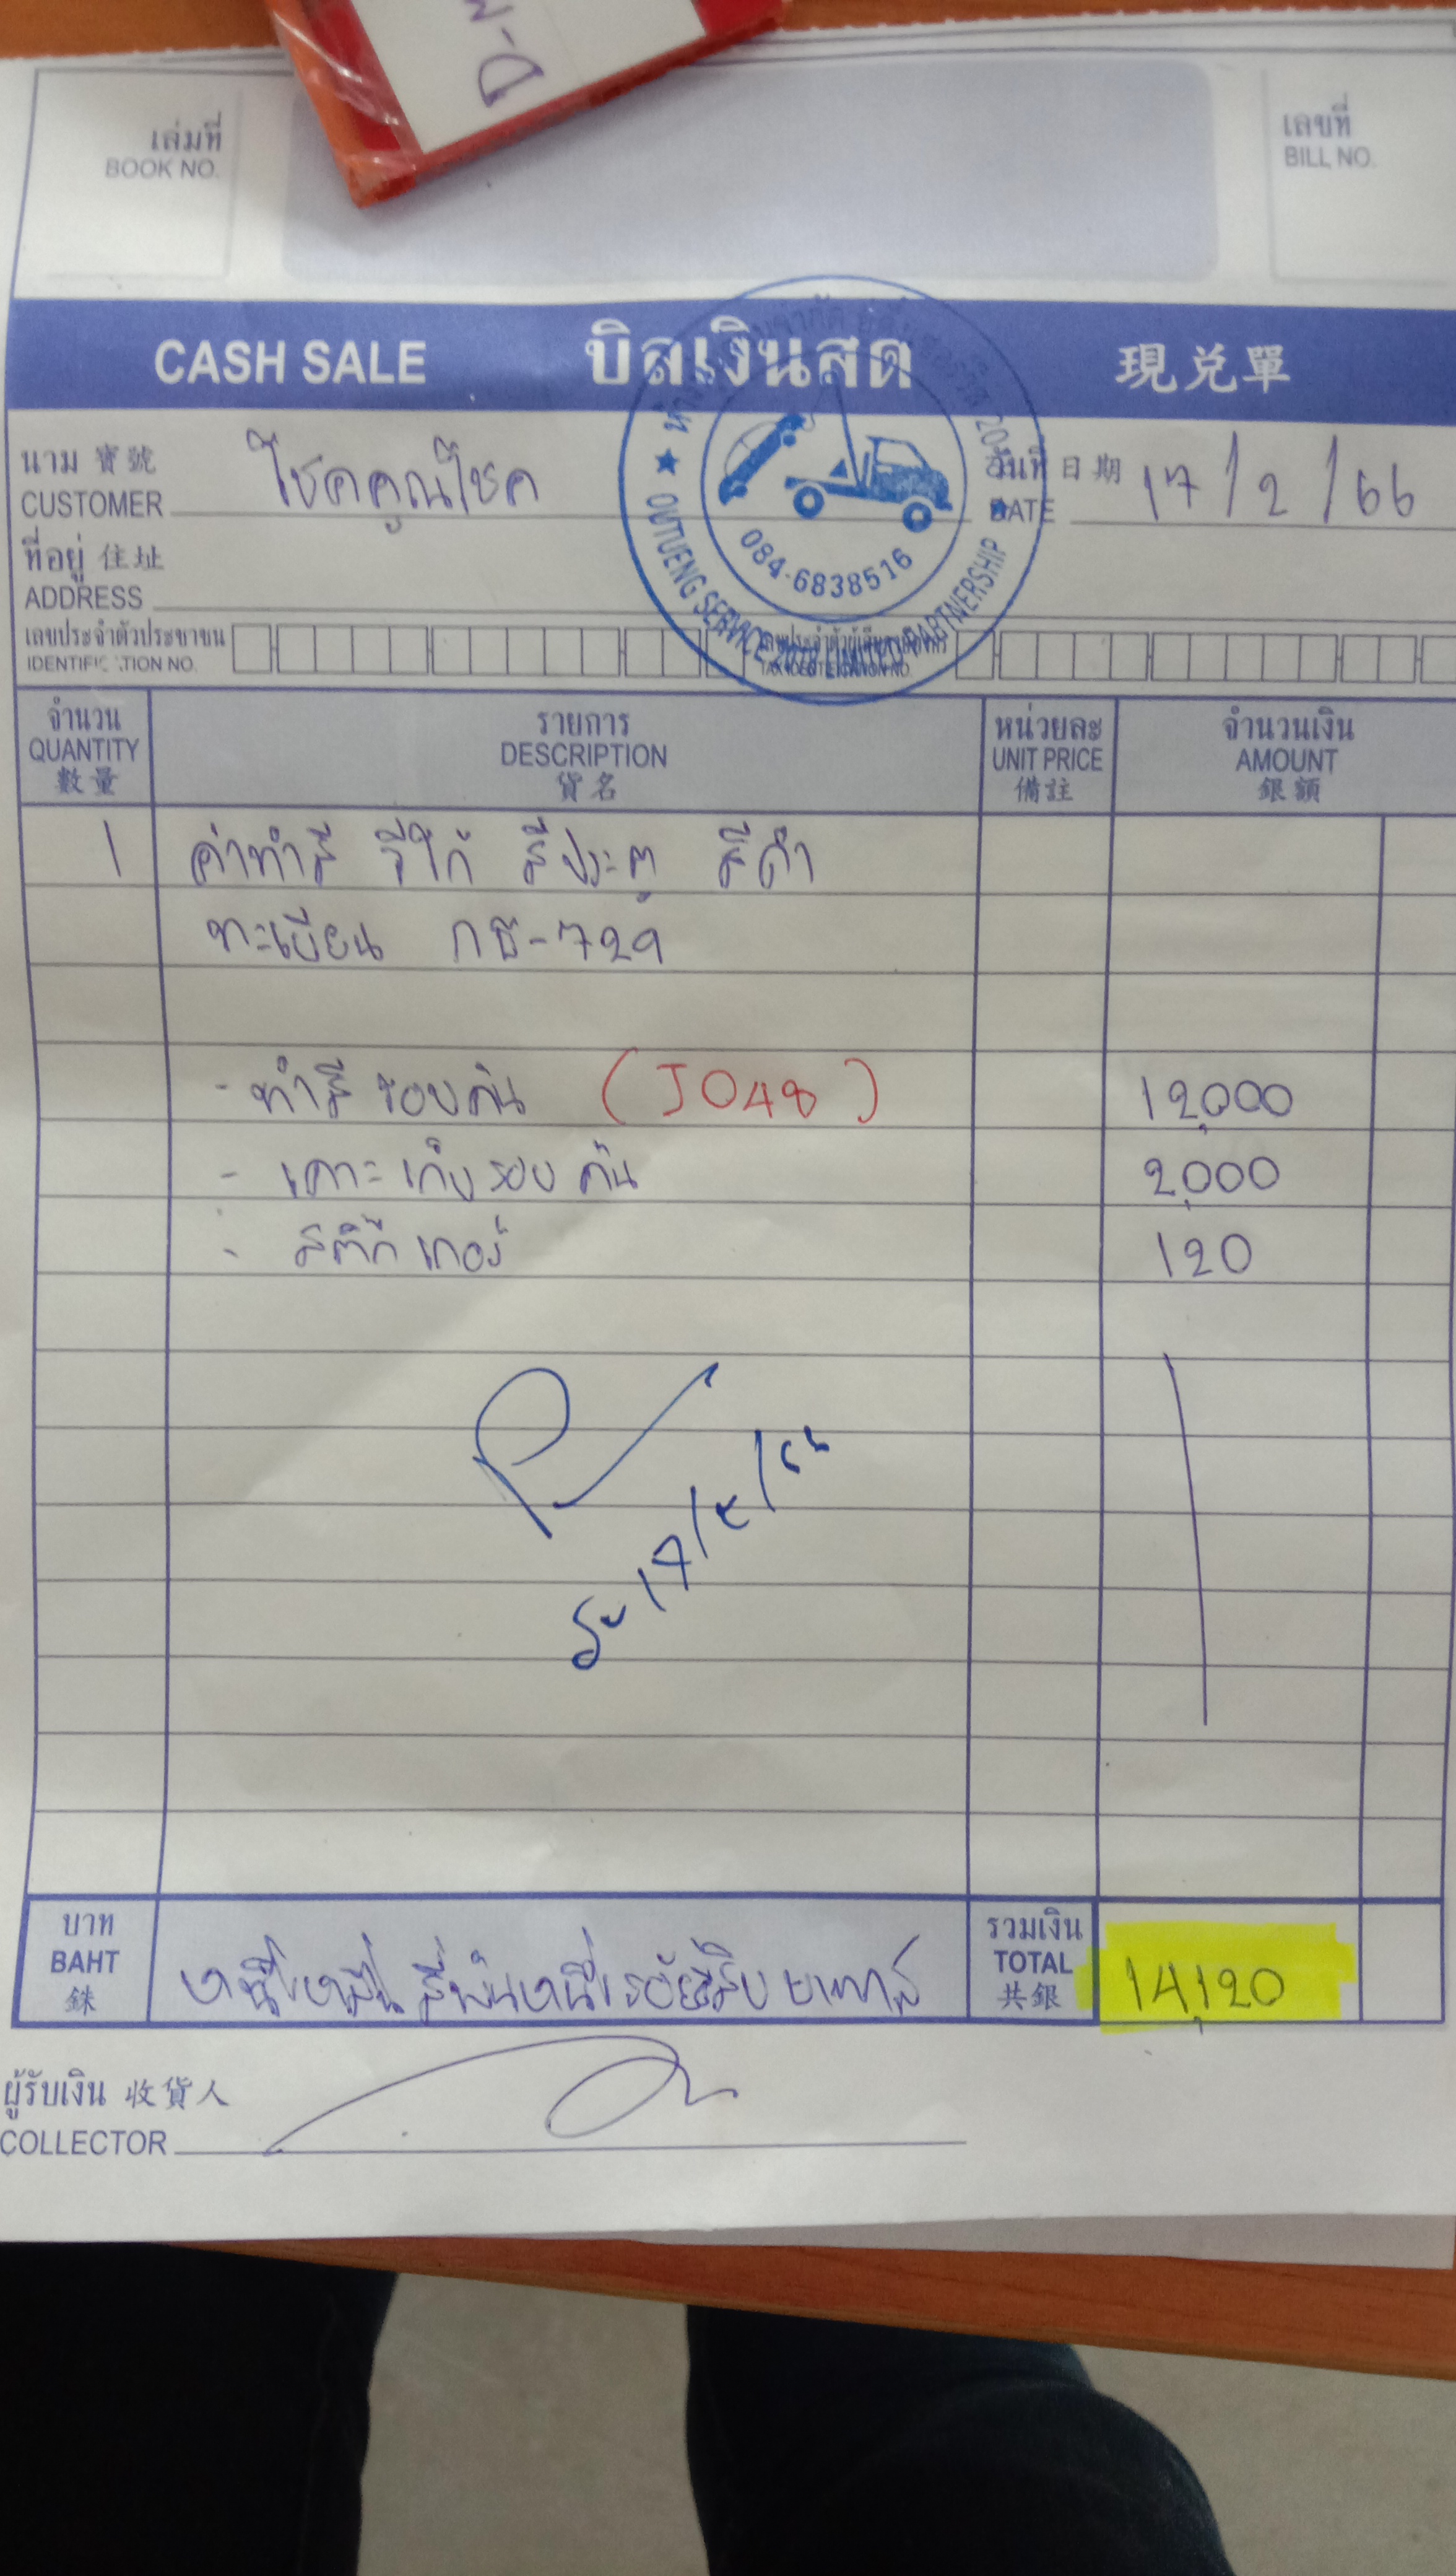 D-
เล่มที่
BOOK NO.
เลขที่
BILL NO.
CASH SALE บิลเงินสด 現兌單
นาม 寶號
CUSTOMER โชคคูณโชค
วันที่ 日期
DATE 17/2/66
ที่อยู่ 住址
ADDRESS
เลขประจำตัวประชาชน
IDENTIFICATION NO.
084-6838516
OUTUENG SERVICE LIMITED PARTNERSHIP
จำนวน รายการ หน่วยละ จำนวนเงิน
QUANTITY DESCRIPTION UNIT PRICE AMOUNT
數量 貨名 備註 銀額
1 ค่าทำสี รีโก้ สี่ประตู สีดำ
ทะเบียน กธ-729
- ทำสี รอบคัน (J048) 12,000
- เคาะเก็บรอบคัน 2,000
- สติกเกอร์ 120
17/2/66
บาท
BAHT
銖
หนึ่งหมื่นสี่พันหนึ่งร้อยยี่สิบบาท
รวมเงิน
TOTAL
共銀
14,120
ผู้รับเงิน 收貨人
COLLECTOR